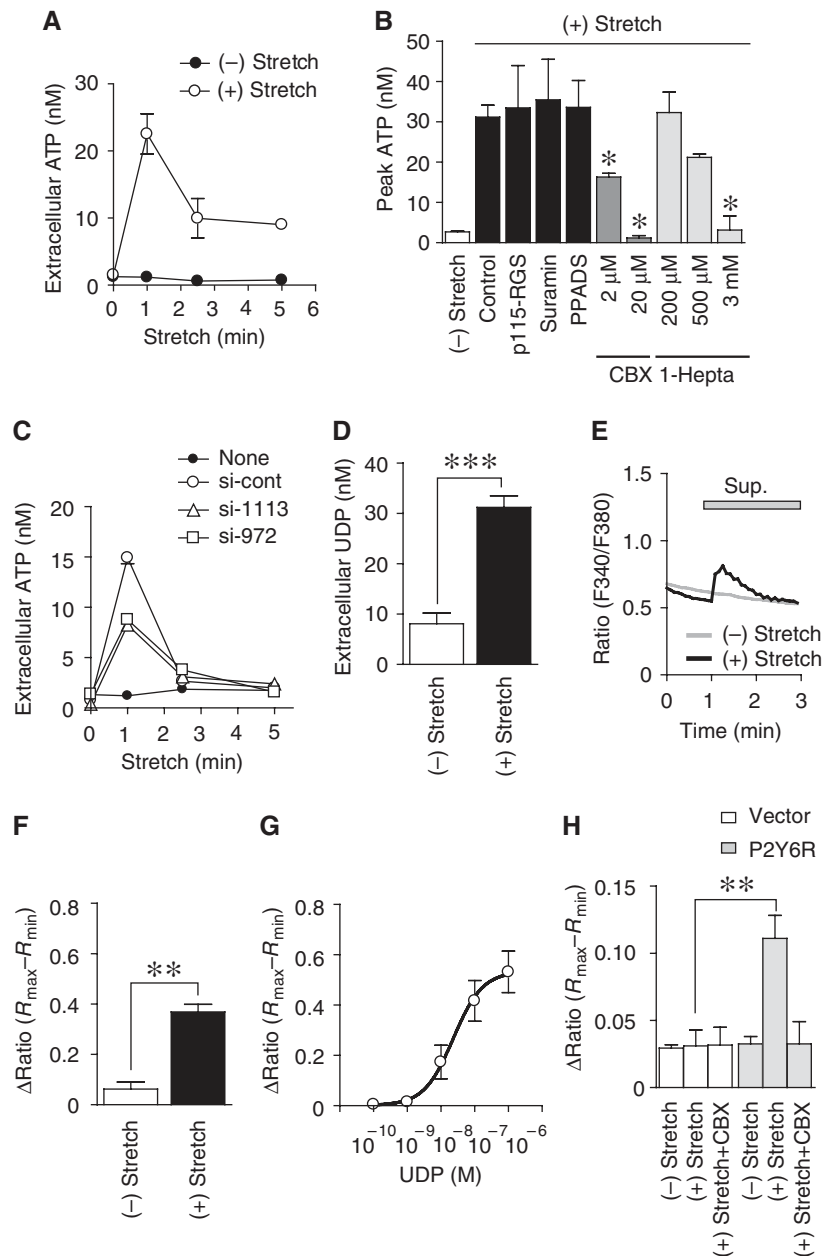 A
(−) Stretch
(+) Stretch
Extracellular ATP (nM)
30
20
10
0
0 1 2 3 4 5 6
Stretch (min)
B
(+) Stretch
Peak ATP (nM)
50
40
30
20
10
0
*
*
*
(−) Stretch
Control
p115-RGS
Suramin
PPADS
2 µM
20 µM
200 µM
500 µM
3 mM
CBX 1-Hepta
C
None
si-cont
si-1113
si-972
Extracellular ATP (nM)
20
15
10
5
0
0 1 2 3 4 5
Stretch (min)
D
Extracellular UDP (nM)
40
30
20
10
0
***
(−) Stretch
(+) Stretch
E
Ratio (F340/F380)
1.5
1.0
0.5
0
Sup.
(−) Stretch
(+) Stretch
0 1 2 3
Time (min)
F
ΔRatio (Rmax–Rmin)
0.8
0.6
0.4
0.2
0
**
(−) Stretch
(+) Stretch
G
ΔRatio (Rmax–Rmin)
0.8
0.6
0.4
0.2
0
10−10 10−9 10−8 10−7 10−6
UDP (M)
H
Vector
P2Y6R
ΔRatio (Rmax–Rmin)
0.15
0.10
0.05
0
**
(−) Stretch
(+) Stretch
(+) Stretch+CBX
(−) Stretch
(+) Stretch
(+) Stretch+CBX